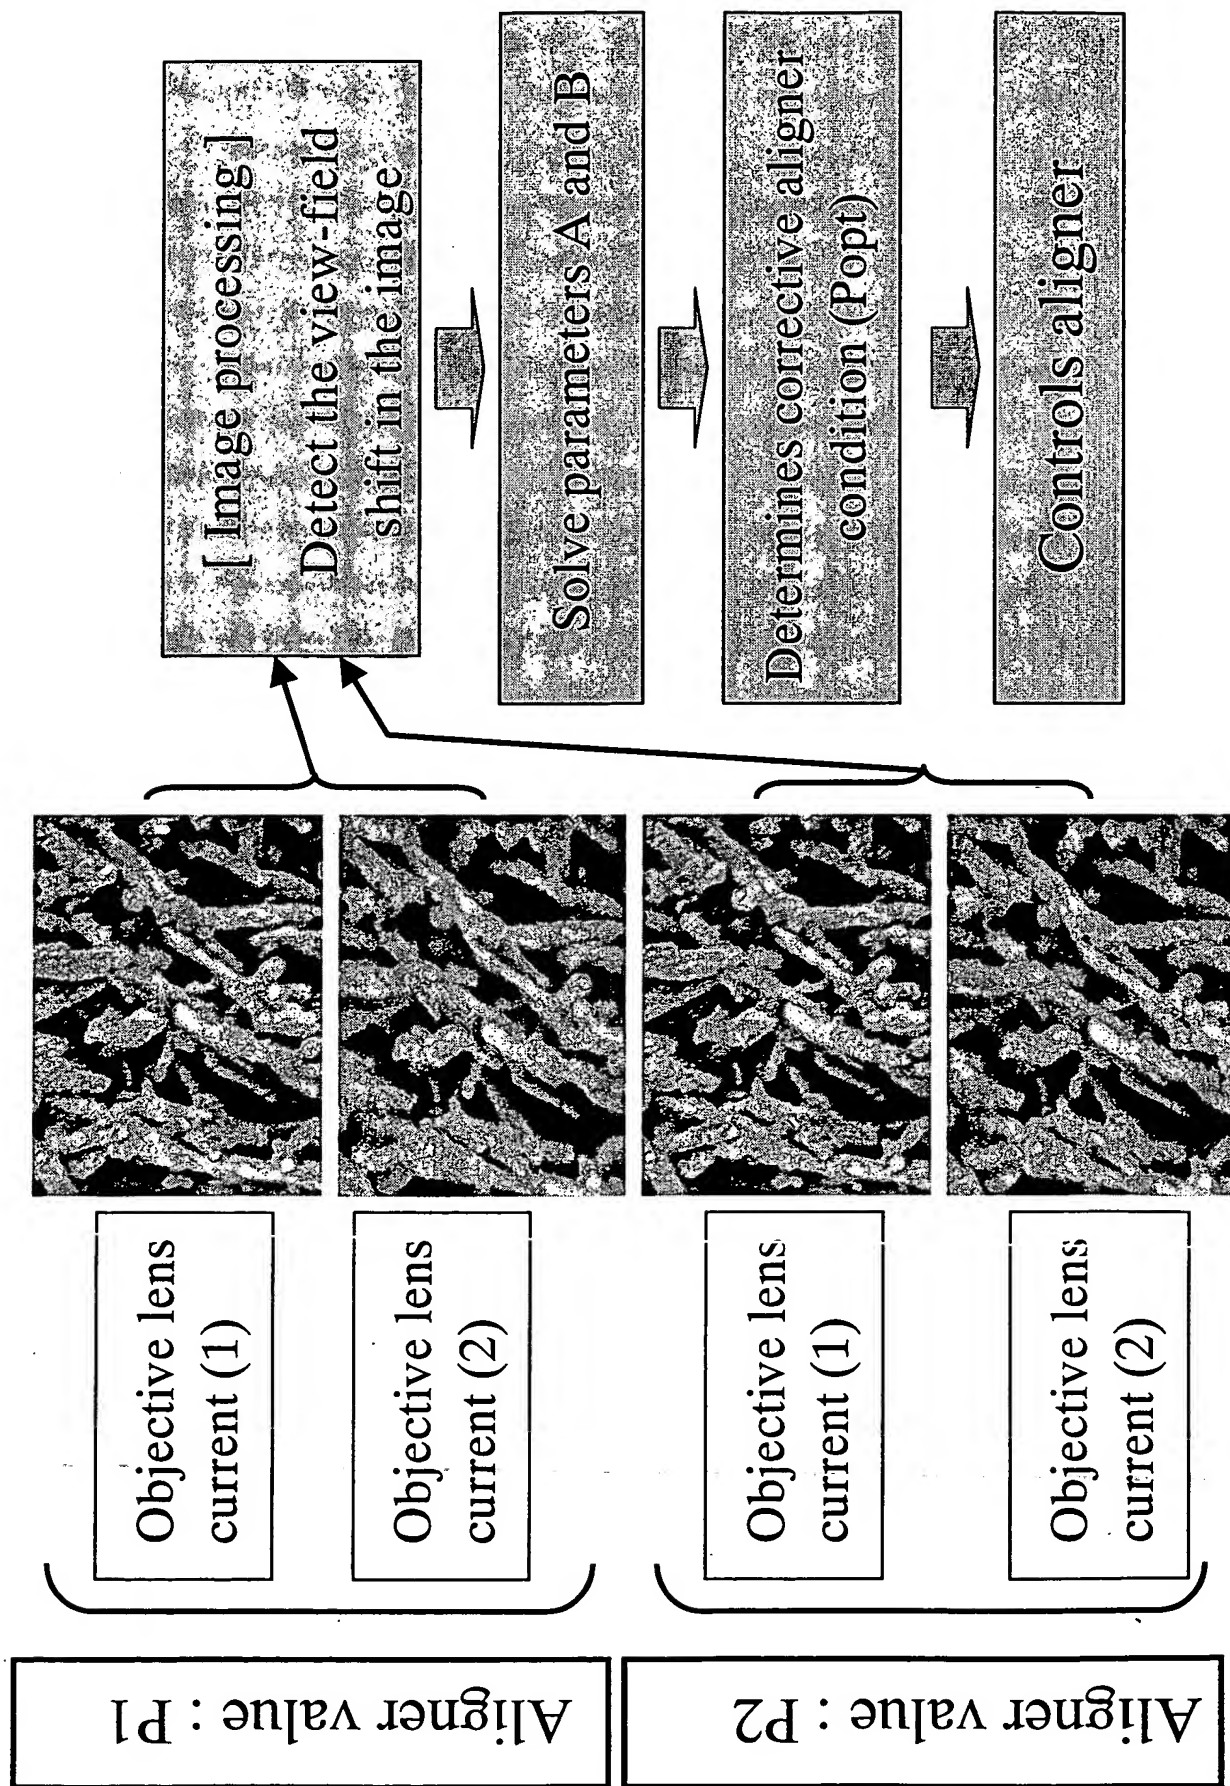 Aligner value : P1
Objective lens
current (1)
Objective lens
current (2)
Aligner value : P2
Objective lens
current (1)
Objective lens
current (2)
[ Image processing ]
Detect the view-field
shift in the image
Solve parameters A and B
Determines corrective aligner
condition (Popt)
Controls aligner